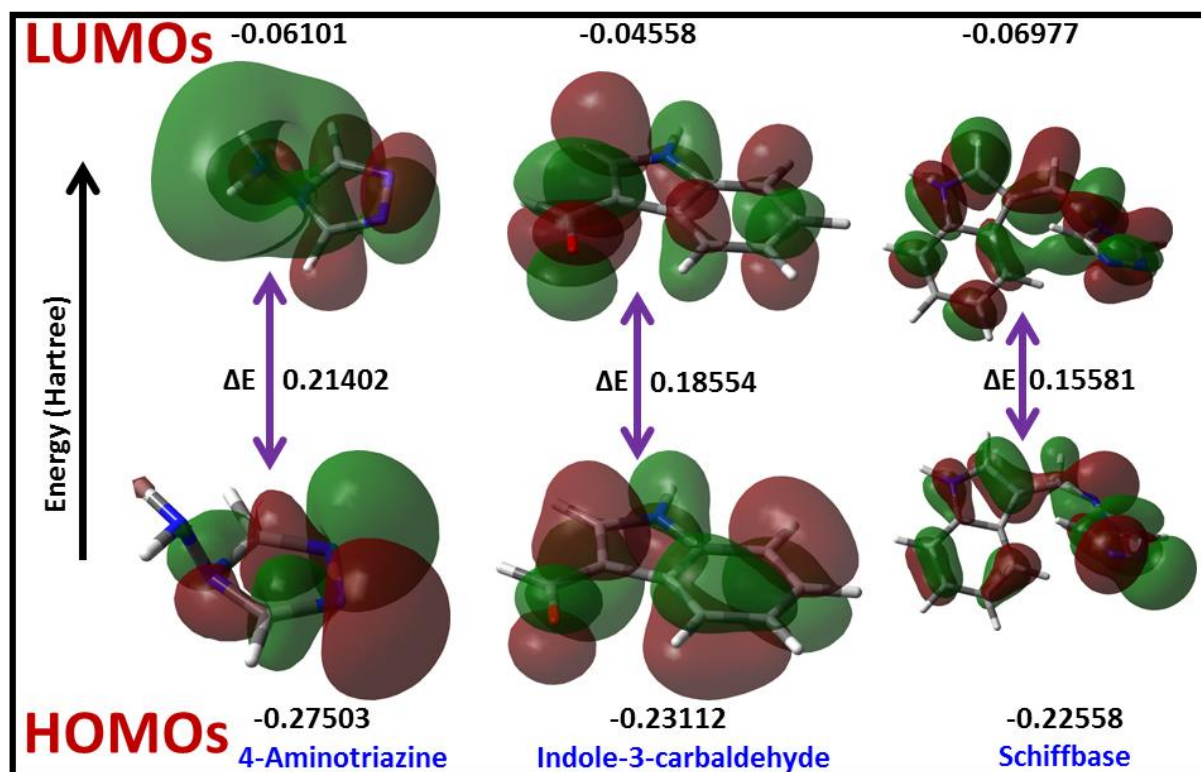 LUMOs
-0.06101
-0.04558
-0.06977
Energy (Hartree)
ΔE 0.21402
ΔE 0.18554
ΔE 0.15581
HOMOs
-0.27503
-0.23112
-0.22558
4-Aminotriazine
Indole-3-carbaldehyde
Schiffbase